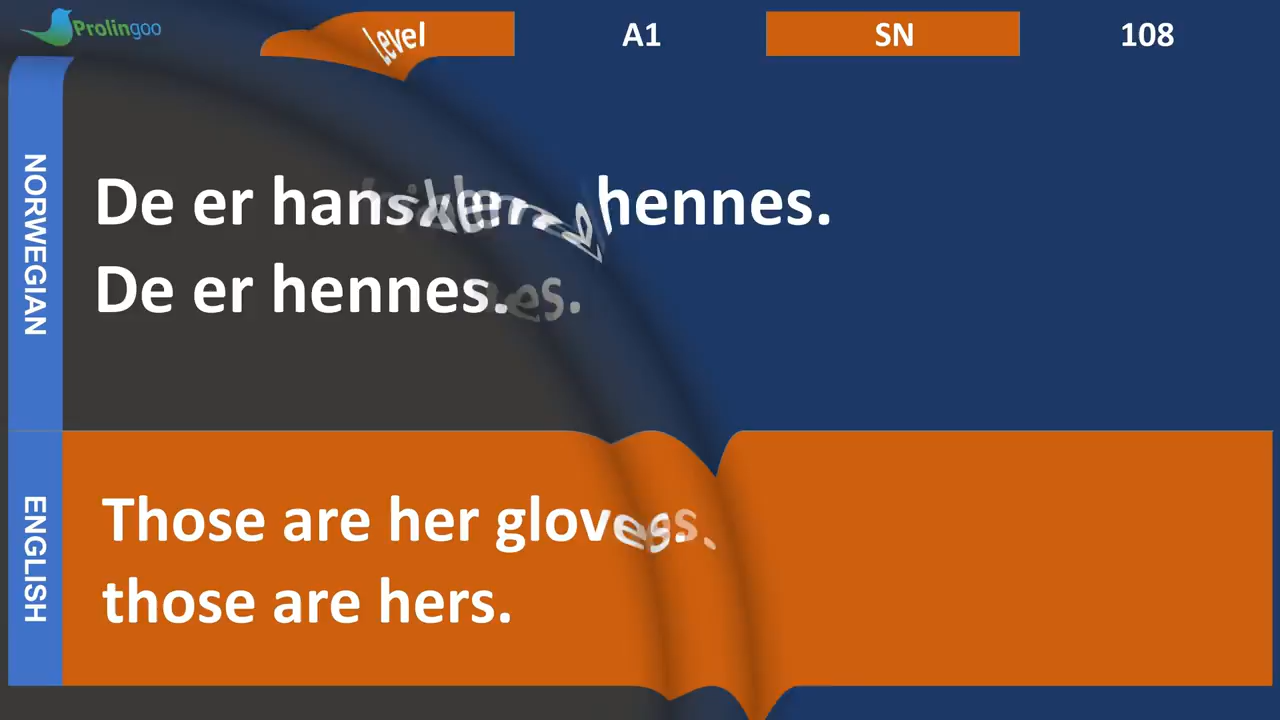 Prolingoo
Level A1 SN 108
NORWEGIAN
De er hennes.
De er hennes.
ENGLISH
Those are her gloves.
those are hers.